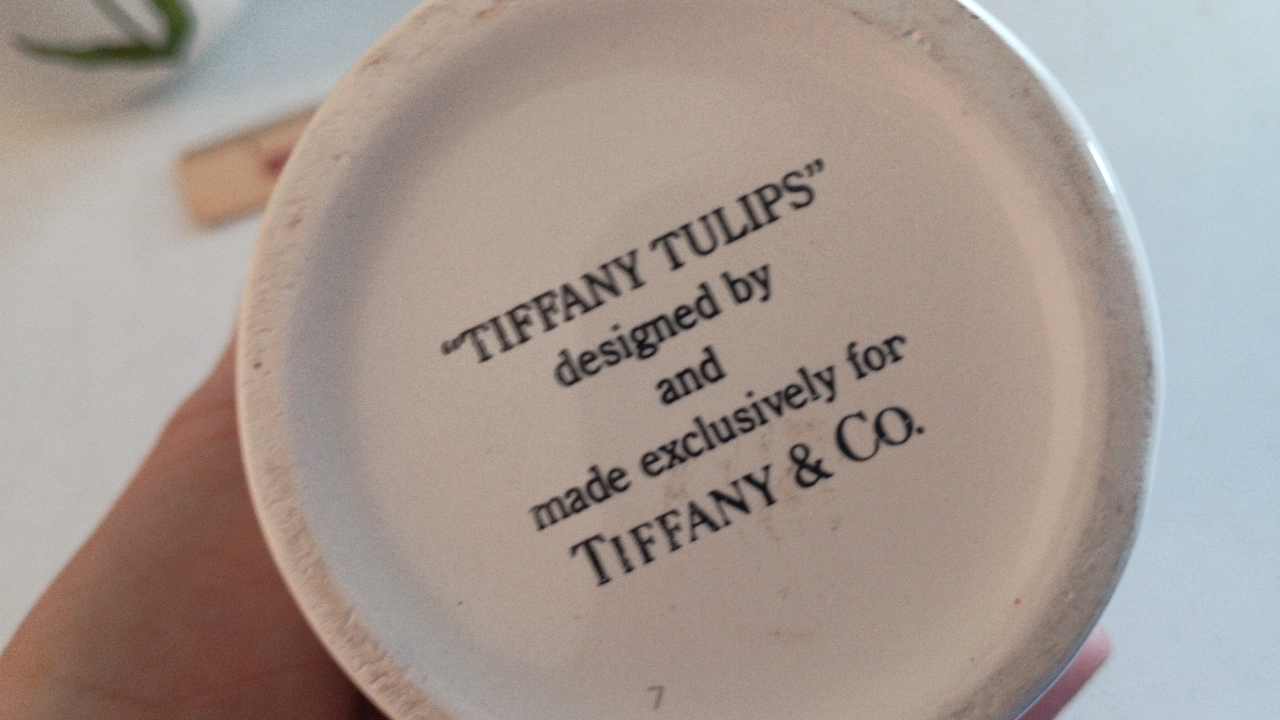 “TIFFANY TULIPS”
designed by
and
made exclusively for
TIFFANY & CO.
7